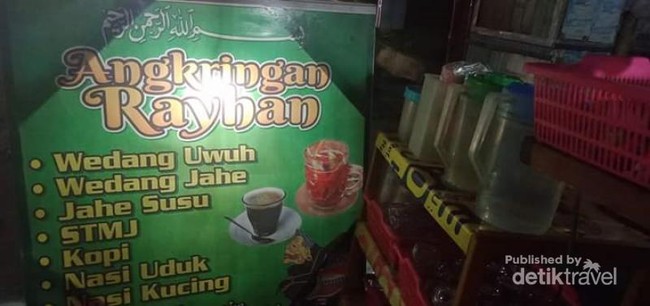 بسم الله الرحمن الرحيم
Angkringan
Rayhan
• Wedang Uwuh
• Wedang Jahe
• Jahe Susu
• STMJ
• Kopi
• Nasi Uduk
• Nasi Kucing
Published by
detiktravel